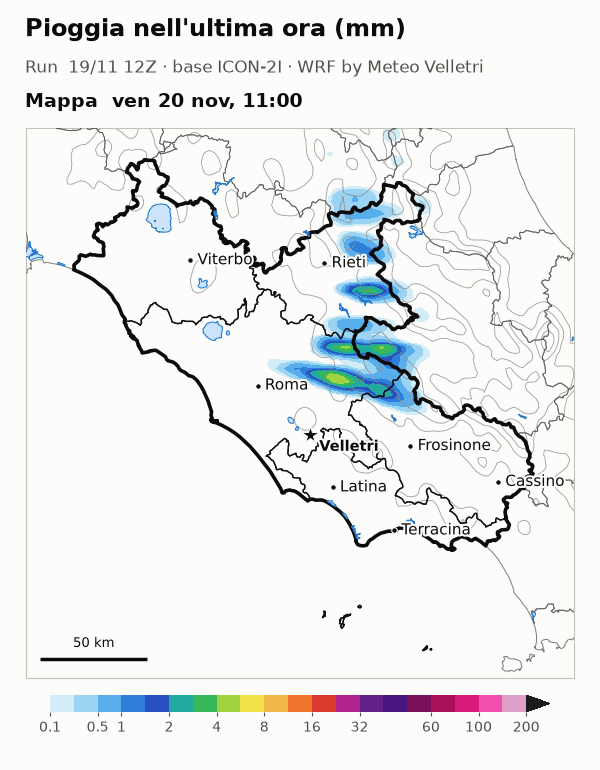 Pioggia nell'ultima ora (mm)
Run  19/11 12Z · base ICON-2I · WRF by Meteo Velletri
Mappa  ven 20 nov, 11:00
Viterbo
Rieti
Roma
Velletri
Frosinone
Latina
Cassino
Terracina
50 km
0.1 0.5 1 2 4 8 16 32 60 100 200